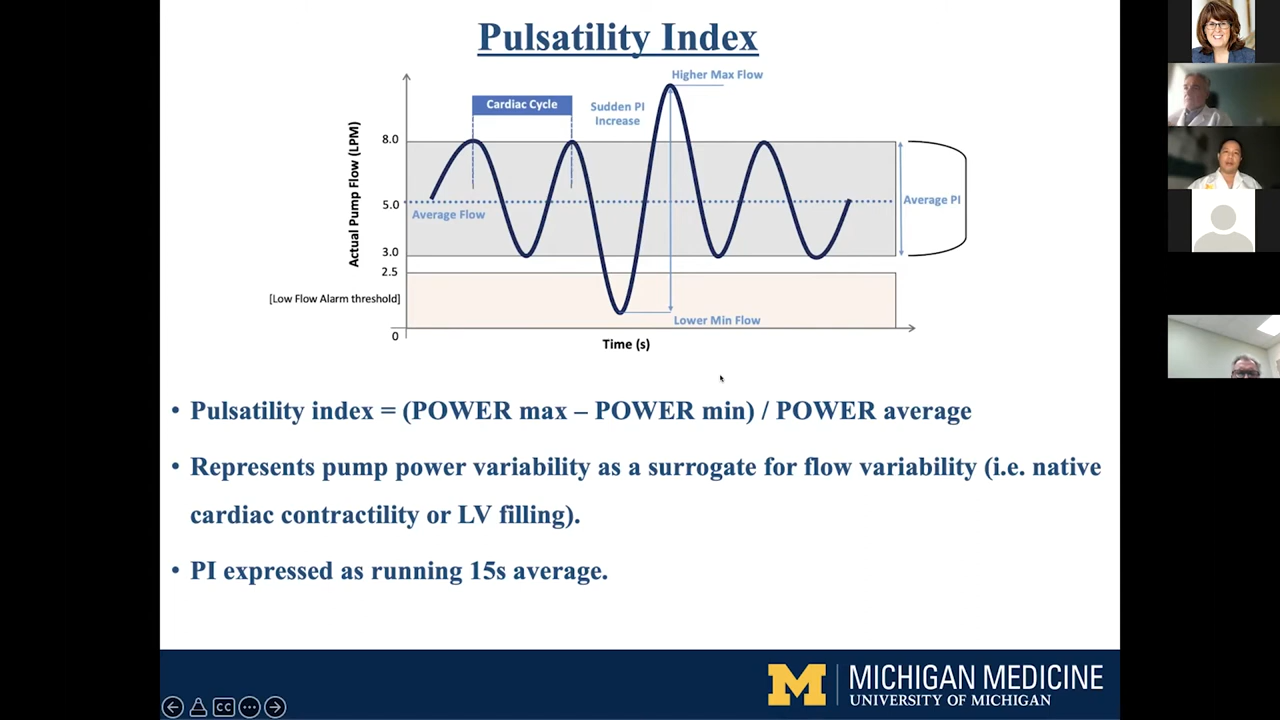 Pulsatility Index
Higher Max Flow
Cardiac Cycle
Sudden PI
Increase
Actual Pump Flow (LPM)
8.0
5.0
Average Flow
Average PI
3.0
2.5
[Low Flow Alarm threshold]
Lower Min Flow
0
Time (s)
• Pulsatility index = (POWER max – POWER min) / POWER average
• Represents pump power variability as a surrogate for flow variability (i.e. native
cardiac contractility or LV filling).
• PI expressed as running 15s average.
M
MICHIGAN MEDICINE
UNIVERSITY OF MICHIGAN
CC